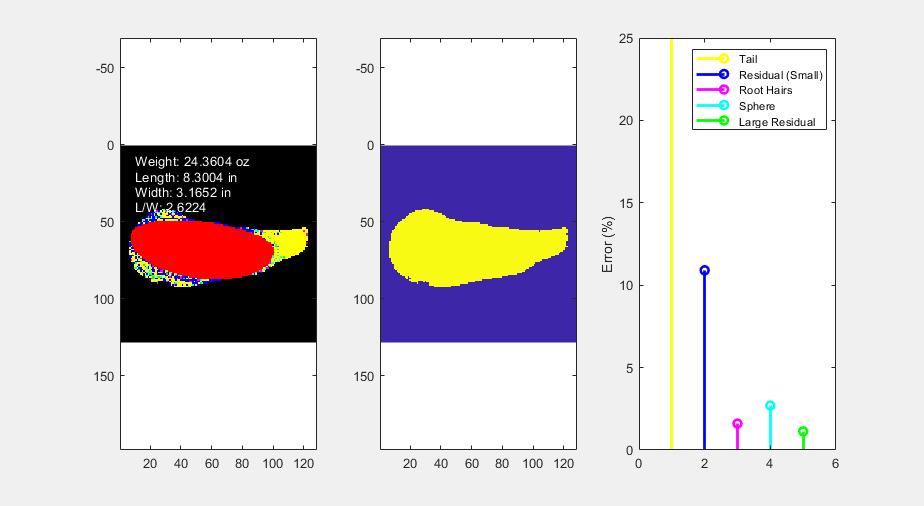 -50
0
50
100
150
20 40 60 80 100 120
Weight: 24.3604 oz
Length: 8.3004 in
Width: 3.1652 in
L/W: 2.6224
-50
0
50
100
150
20 40 60 80 100 120
Error (%)
25
20
15
10
5
0
0 2 4 6
Tail
Residual (Small)
Root Hairs
Sphere
Large Residual